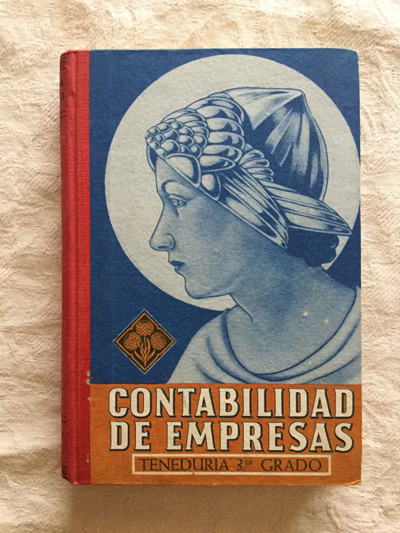 CONTABILIDAD
DE EMPRESAS
TENEDURIA 3.er GRADO